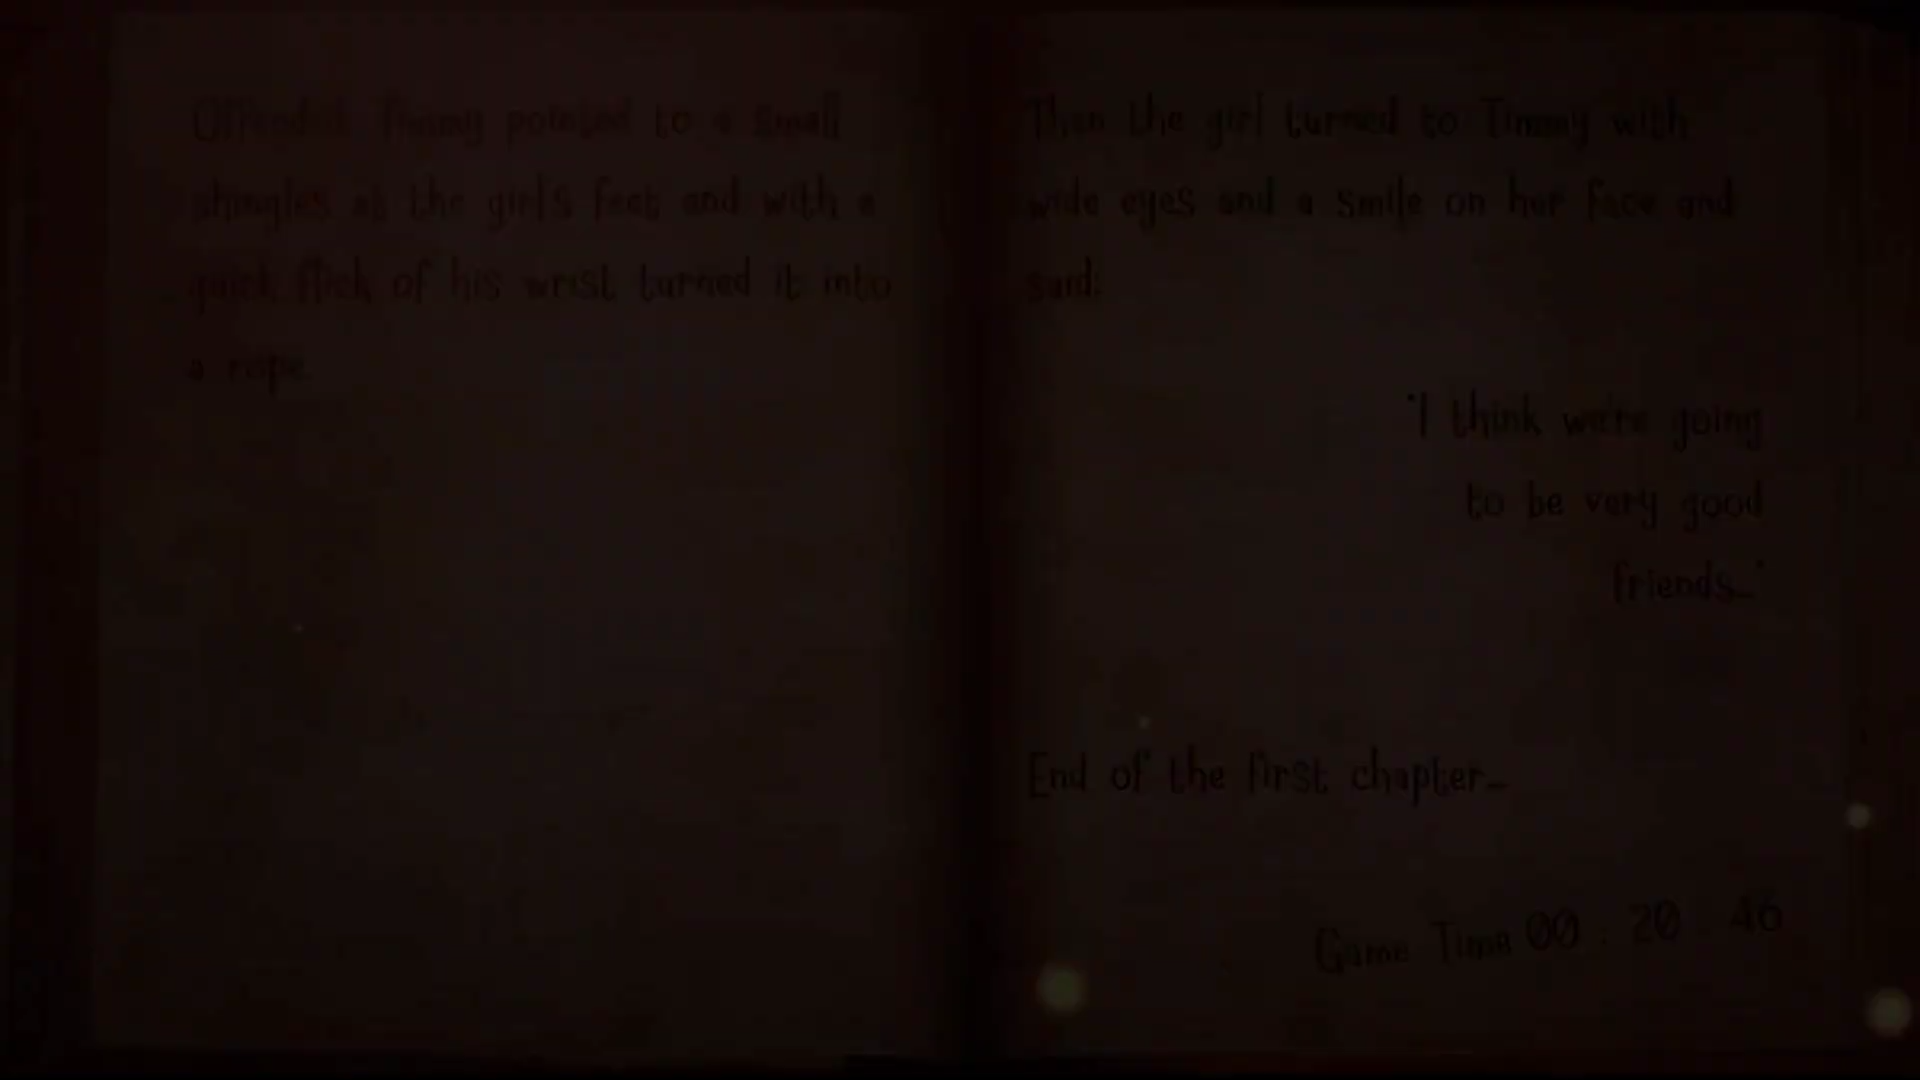 Offended, Timmy pointed to a small
shingles at the girl's feet and with a
quick flick of his wrist turned it into
a rope.
Then the girl turned to Timmy with
wide eyes and a smile on her face and
said:
"I think we're going
to be very good
friends..."
End of the first chapter...
Game Time 00 : 20 : 46